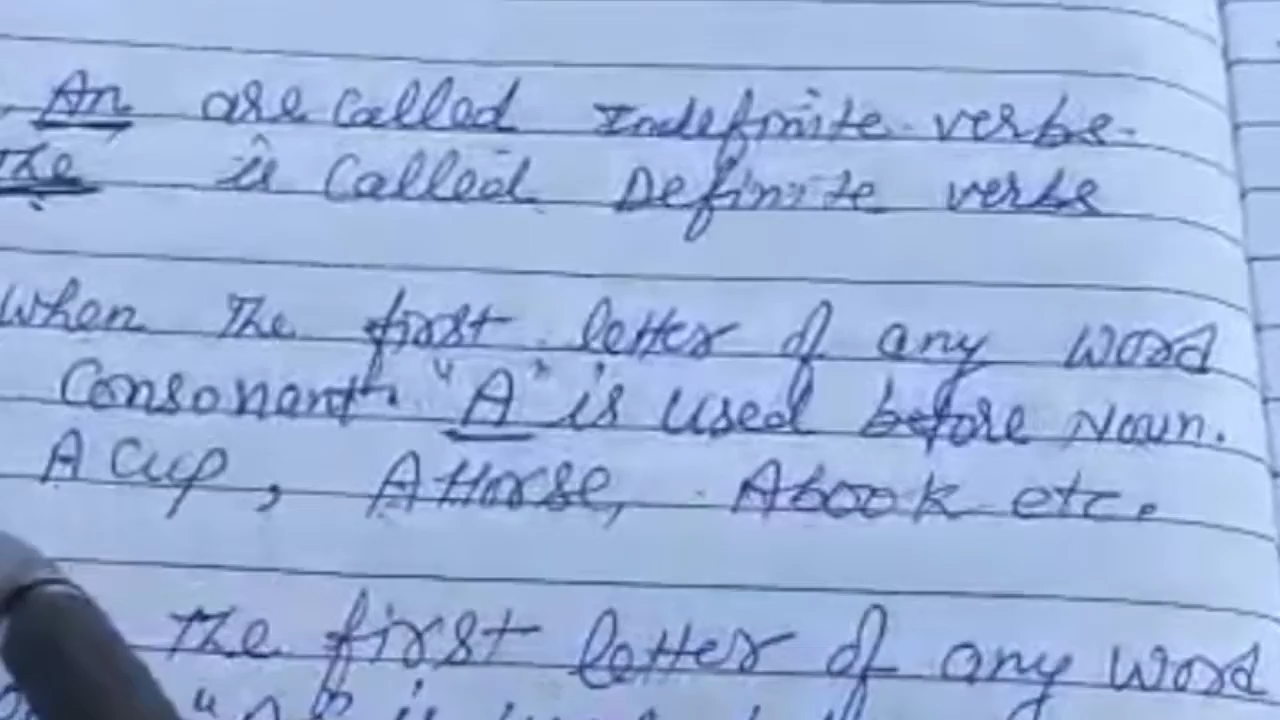 An are called Indefinite verbs.
The is called Definite verbs
When The first letter of any word
Consonant "A" is used before Noun.
A Cup, A Horse, A book etc.
The first letter of any word